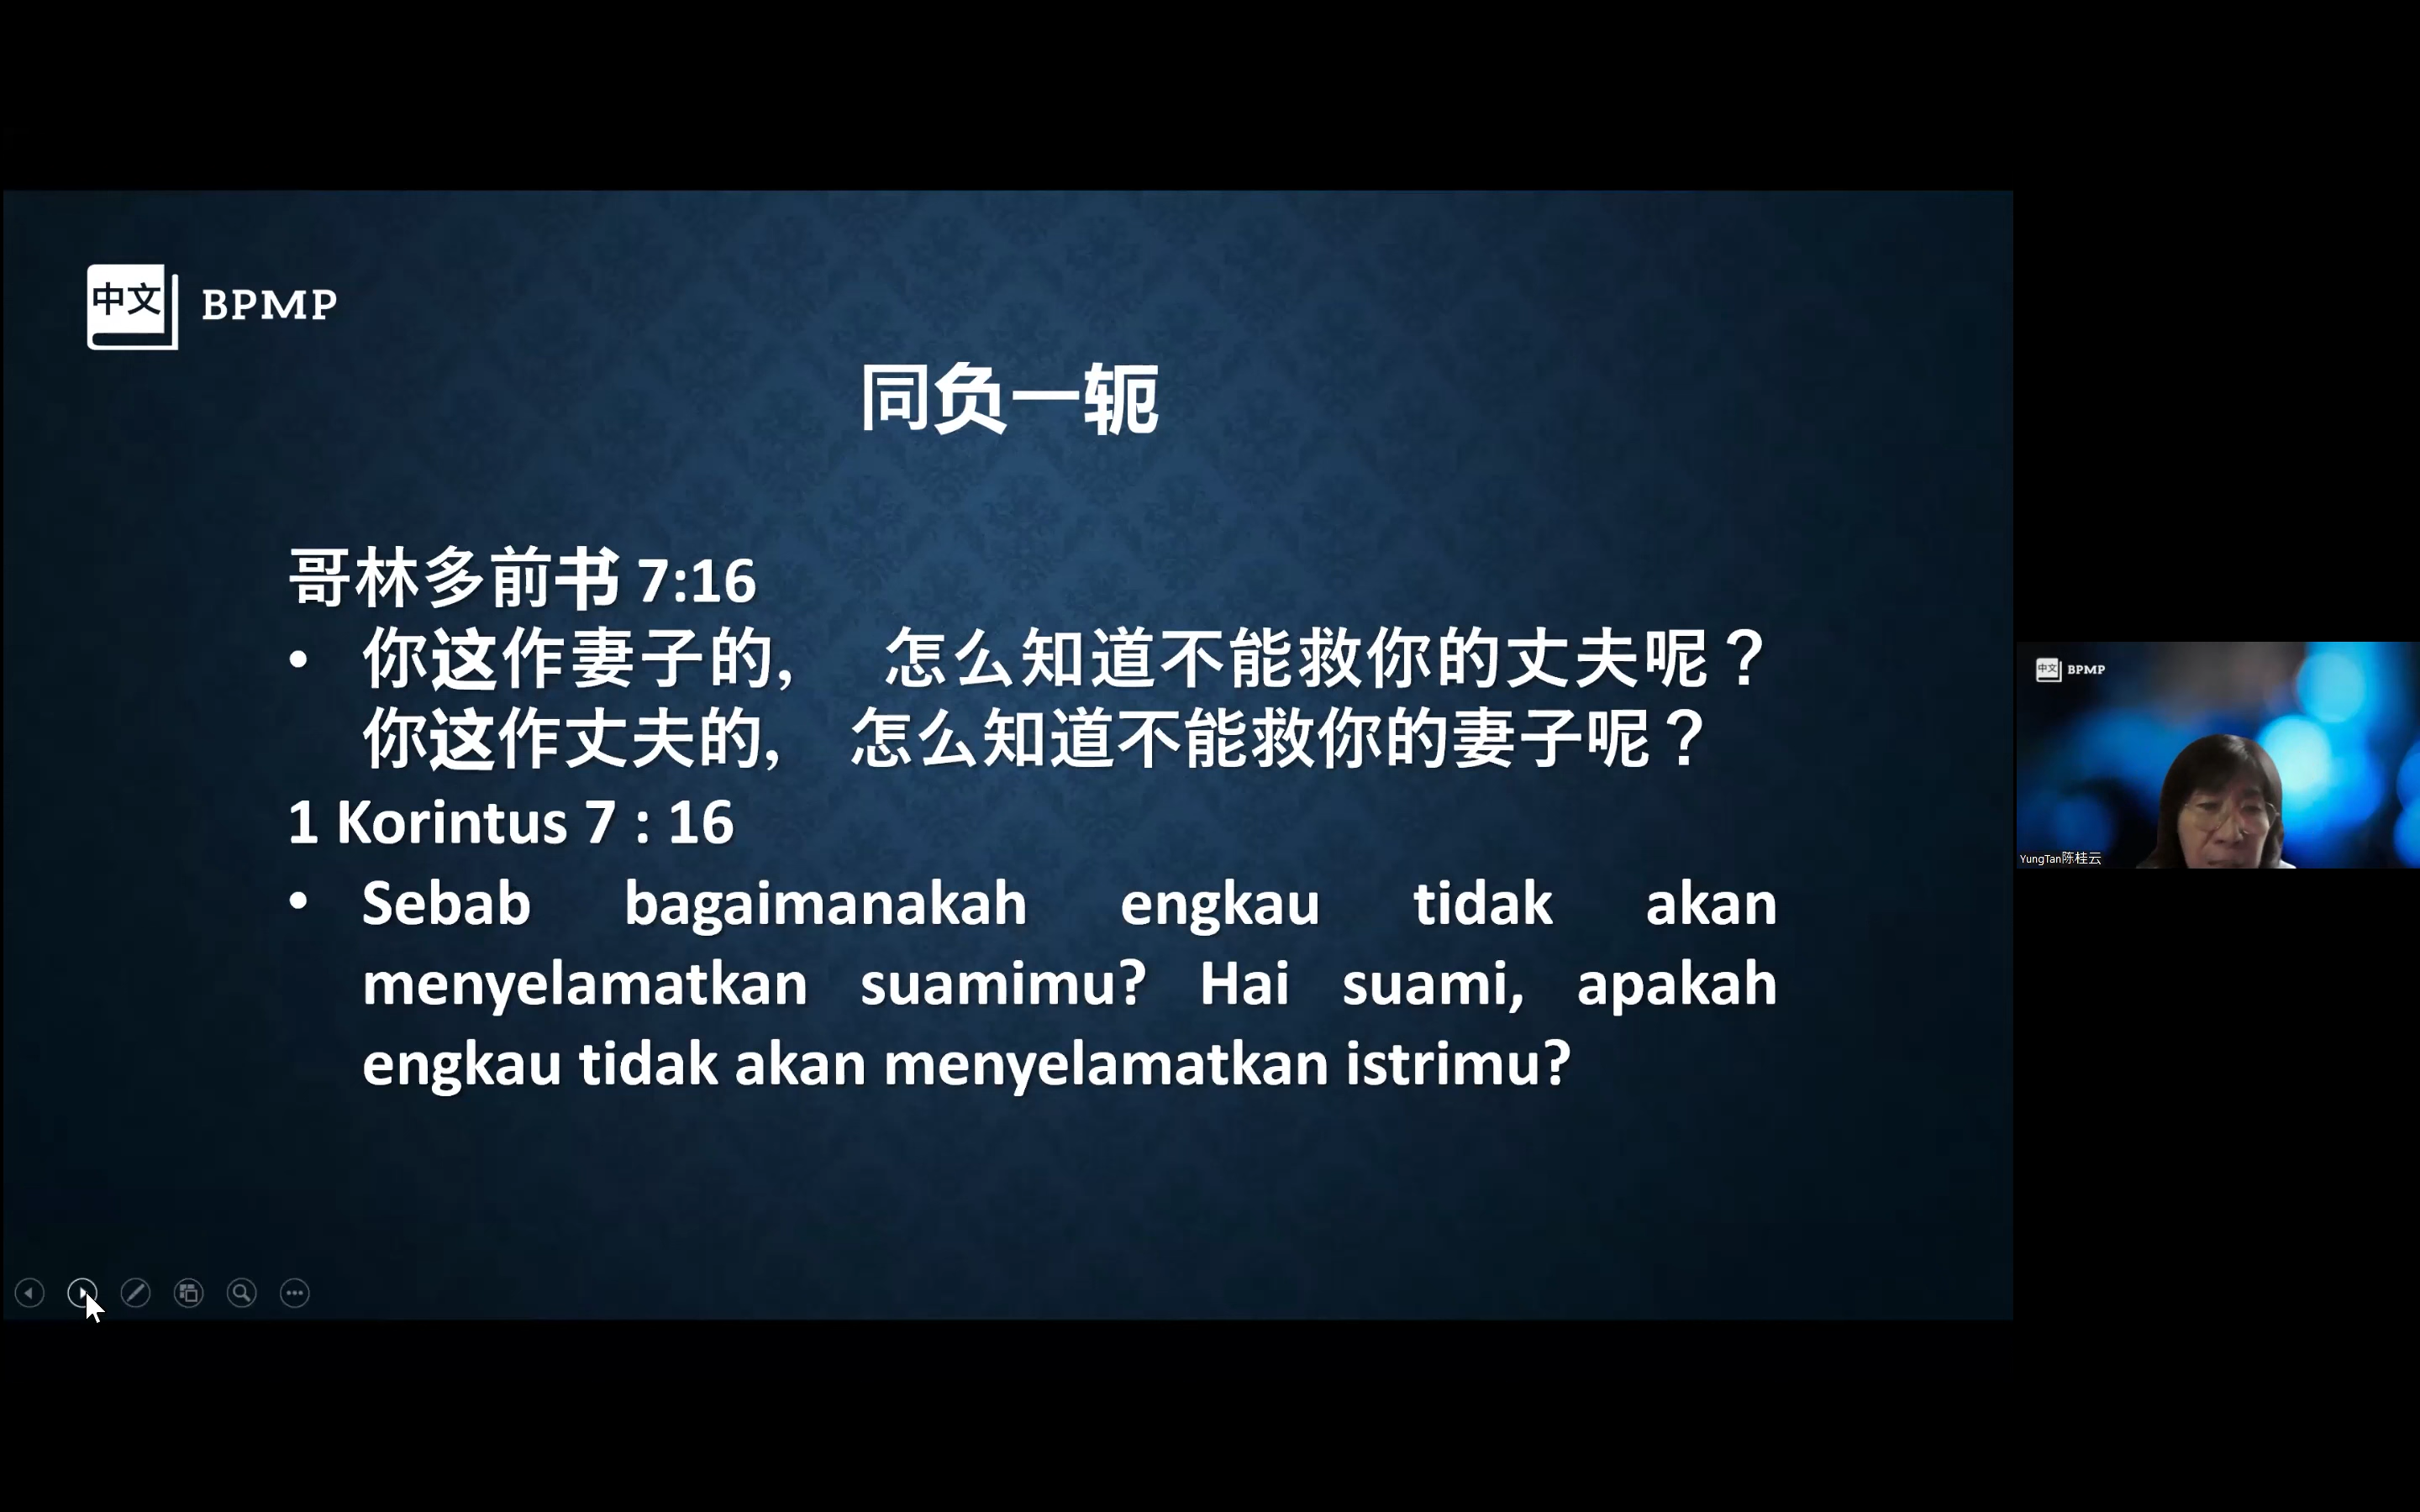 中文 BPMP
同负一轭
哥林多前书 7:16
• 你这作妻子的, 怎么知道不能救你的丈夫呢？
你这作丈夫的, 怎么知道不能救你的妻子呢？
1 Korintus 7 : 16
• Sebab bagaimanakah engkau tidak akan
menyelamatkan suamimu? Hai suami, apakah
engkau tidak akan menyelamatkan istrimu?
中文 BPMP
YungTan陈桂云